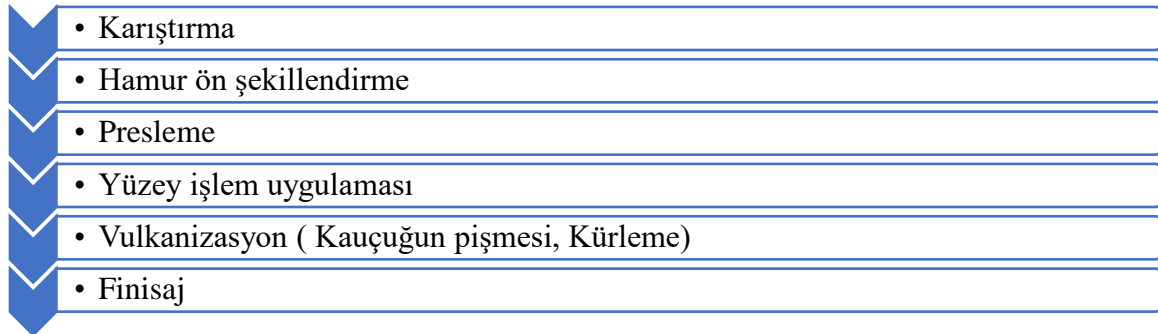 • Karıştırma
• Hamur ön şekillendirme
• Presleme
• Yüzey işlem uygulaması
• Vulkanizasyon ( Kauçuğun pişmesi, Kürleme)
• Finisaj